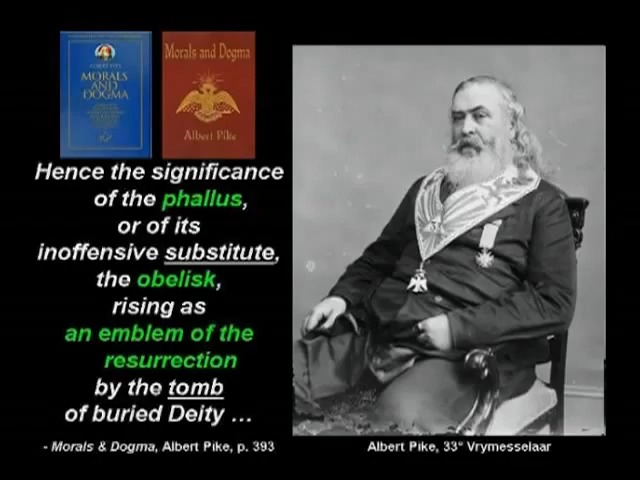 ALBERT PIKE'S
MORALS
AND
DOGMA
Morals and Dogma
Albert Pike
Hence the significance
of the phallus,
or of its
inoffensive substitute,
the obelisk,
rising as
an emblem of the
resurrection
by the tomb
of buried Deity ...
- Morals & Dogma, Albert Pike, p. 393
Albert Pike, 33° Vrymesselaar